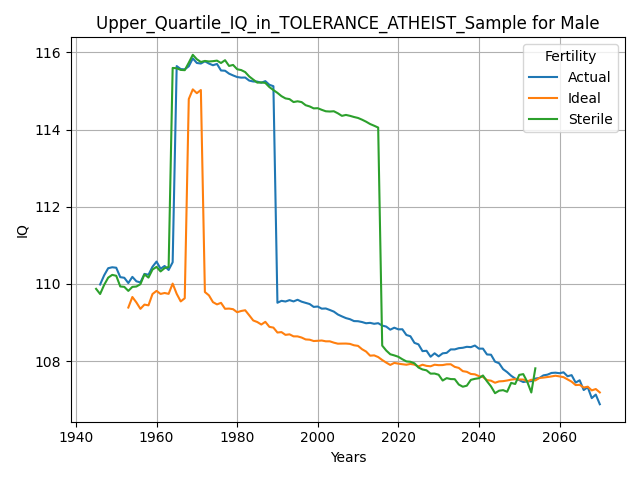 Upper_Quartile_IQ_in_TOLERANCE_ATHEIST_Sample for Male
116
114
112
110
108
IQ
Fertility
Actual
Ideal
Sterile
1940
1960
1980
2000
2020
2040
2060
Years